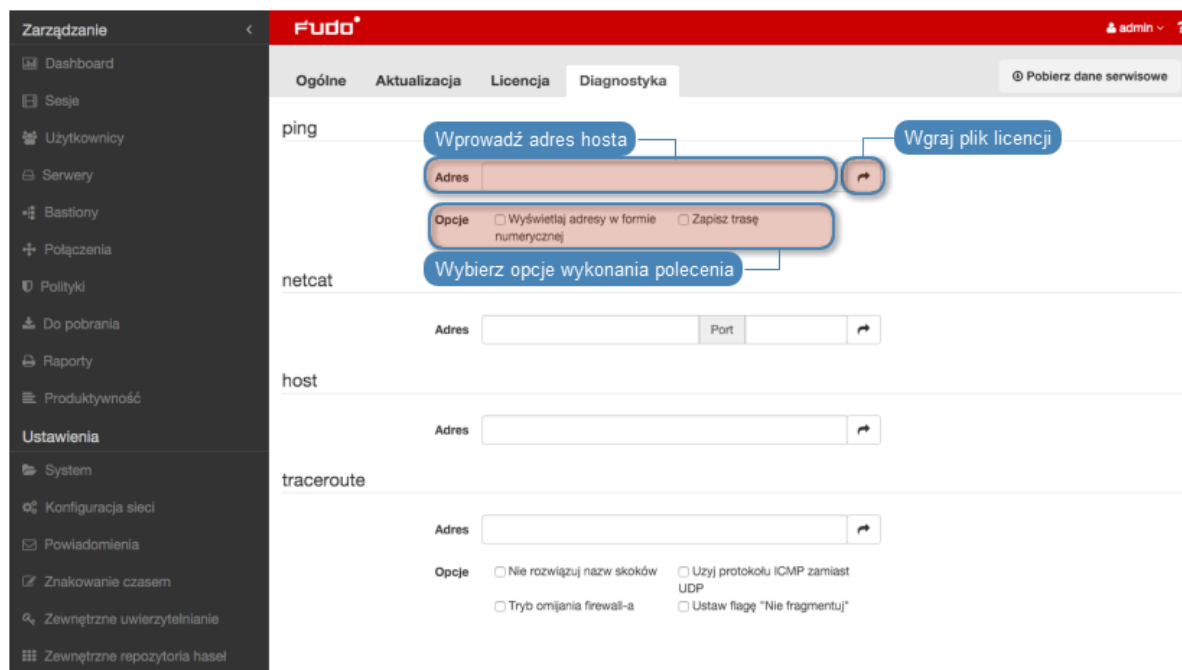 Zarządzanie
FUDO
admin
?
Dashboard
Ogólne Aktualizacja Licencja Diagnostyka
Pobierz dane serwisowe
Sesje
Użytkownicy
Serwery
Bastiony
Połączenia
Polityki
Do pobrania
Raporty
Produktywność
Ustawienia
System
Konfiguracja sieci
Powiadomienia
Znakowanie czasem
Zewnętrzne uwierzytelnianie
Zewnętrzne repozytoria haseł
ping
Wprowadź adres hosta
Wgraj plik licencji
Adres
Opcje Wyświetlaj adresy w formie numerycznej Zapisz trasę
Wybierz opcje wykonania polecenia
netcat
Adres Port
host
Adres
traceroute
Adres
Opcje Nie rozwiązuj nazw skoków Uzyj protokołu ICMP zamiast UDP
Tryb omijania firewall-a Ustaw flagę "Nie fragmentuj"